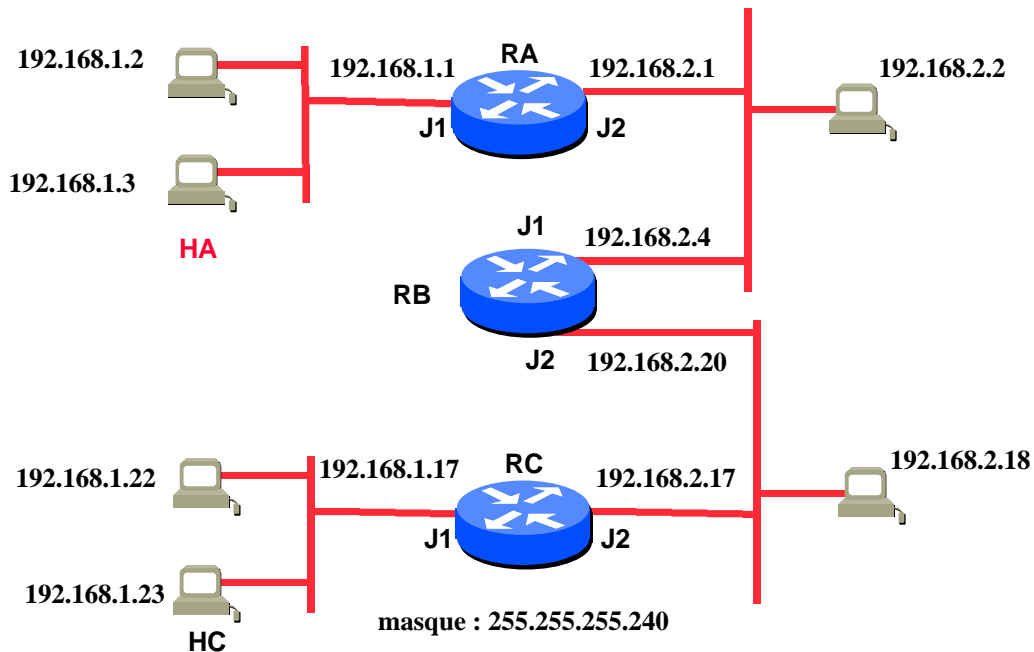 RA
192.168.1.2
192.168.1.1
192.168.2.1
192.168.2.2
J1
J2
192.168.1.3
HA
J1
192.168.2.4
RB
J2
192.168.2.20
192.168.1.22
192.168.1.17
RC
192.168.2.17
192.168.2.18
J1
J2
192.168.1.23
HC
masque : 255.255.255.240